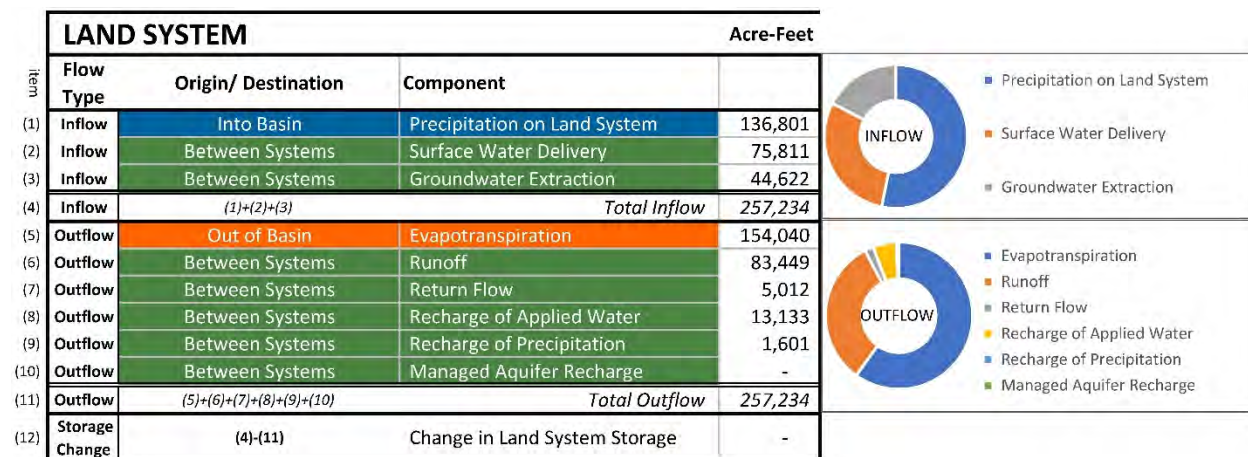 LAND SYSTEM Acre-Feet
item Flow Type Origin/ Destination Component
(1) Inflow Into Basin Precipitation on Land System 136,801
(2) Inflow Between Systems Surface Water Delivery 75,811
(3) Inflow Between Systems Groundwater Extraction 44,622
(4) Inflow (1)+(2)+(3) Total Inflow 257,234
(5) Outflow Out of Basin Evapotranspiration 154,040
(6) Outflow Between Systems Runoff 83,449
(7) Outflow Between Systems Return Flow 5,012
(8) Outflow Between Systems Recharge of Applied Water 13,133
(9) Outflow Between Systems Recharge of Precipitation 1,601
(10) Outflow Between Systems Managed Aquifer Recharge -
(11) Outflow (5)+(6)+(7)+(8)+(9)+(10) Total Outflow 257,234
(12) Storage Change (4)-(11) Change in Land System Storage -
INFLOW
Precipitation on Land System
Surface Water Delivery
Groundwater Extraction
OUTFLOW
Evapotranspiration
Runoff
Return Flow
Recharge of Applied Water
Recharge of Precipitation
Managed Aquifer Recharge